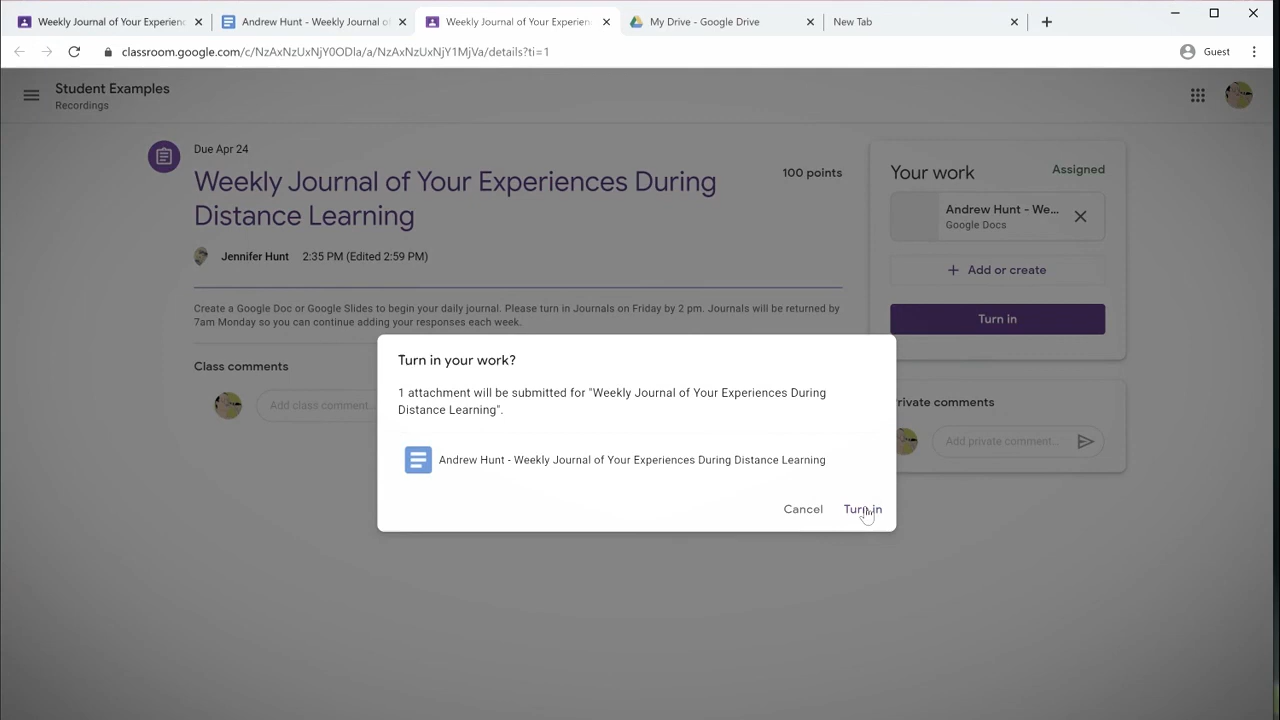 Weekly Journal of Your Experienc
Andrew Hunt - Weekly Journal of
Weekly Journal of Your Experien
My Drive - Google Drive
New Tab
classroom.google.com/c/NzAxNzUxNjY0ODIa/a/NzAxNzUxNjY1MjVa/details?ti=1
Guest
Student Examples
Recordings
Due Apr 24
Weekly Journal of Your Experiences During
Distance Learning
100 points
Jennifer Hunt 2:35 PM (Edited 2:59 PM)
Create a Google Doc or Google Slides to begin your daily journal. Please turn in Journals on Friday by 2 pm. Journals will be returned by
7am Monday so you can continue adding your responses each week.
Class comments
Add class comment...
Your work
Assigned
Andrew Hunt - We...
Google Docs
+ Add or create
Turn in
Private comments
Add private comment...
Turn in your work?
1 attachment will be submitted for "Weekly Journal of Your Experiences During
Distance Learning".
Andrew Hunt - Weekly Journal of Your Experiences During Distance Learning
Cancel
Turn in